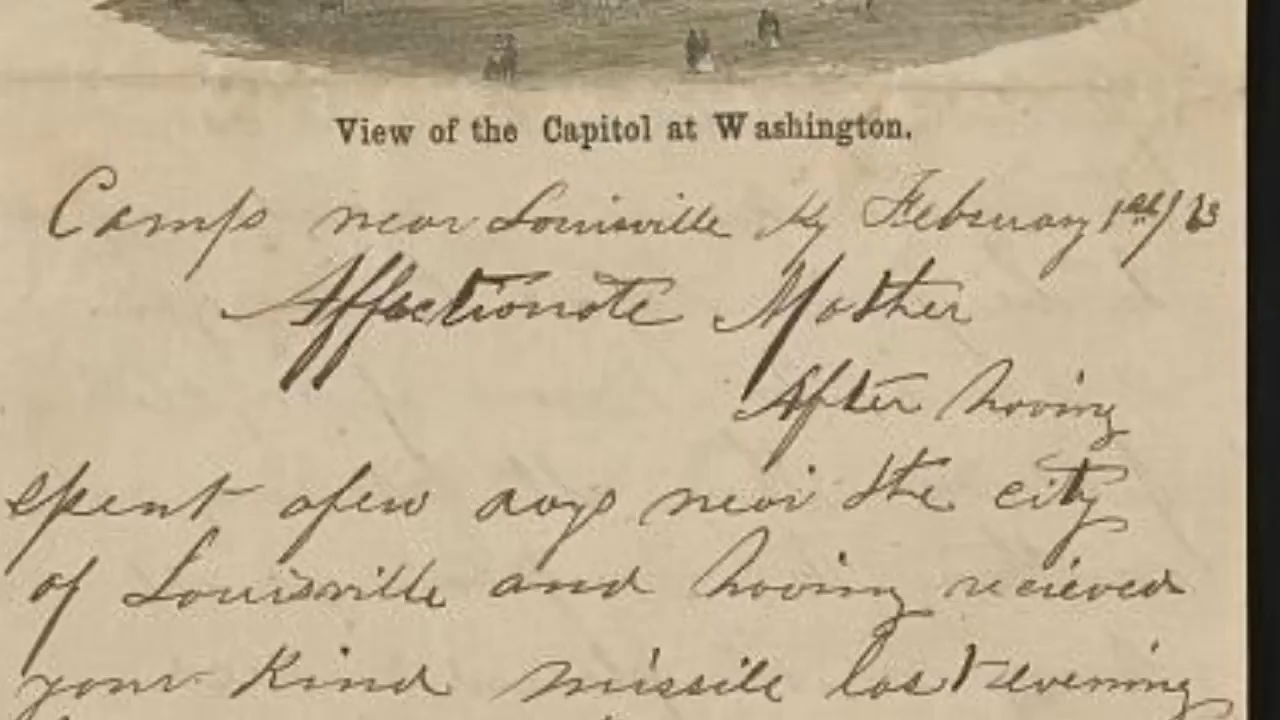 View of the Capitol at Washington.
Camp near Louisville Ky February 1st/63
Affectionate Mother
After having
spent afew days near the city
of Louisville and having recieved
your Kind missile last evening